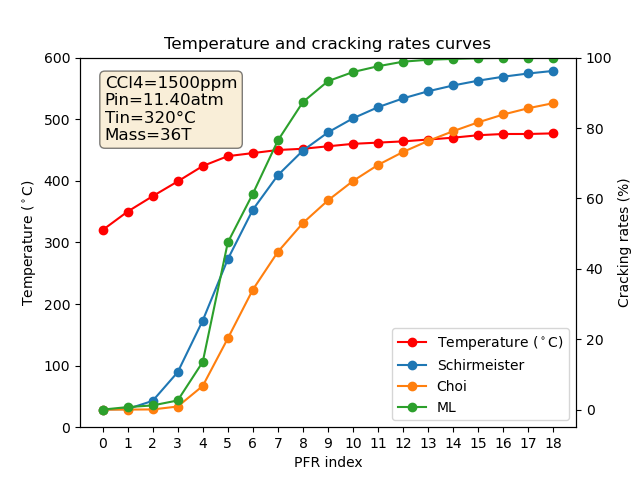 Temperature and cracking rates curves
CCl4=1500ppm
Pin=11.40atm
Tin=320°C
Mass=36T
Temperature (°C)
600
500
400
300
200
100
0
100
80
60
40
20
0
Cracking rates (%)
Temperature (°C)
Schirmeister
Choi
ML
0 1 2 3 4 5 6 7 8 9 10 11 12 13 14 15 16 17 18
PFR index